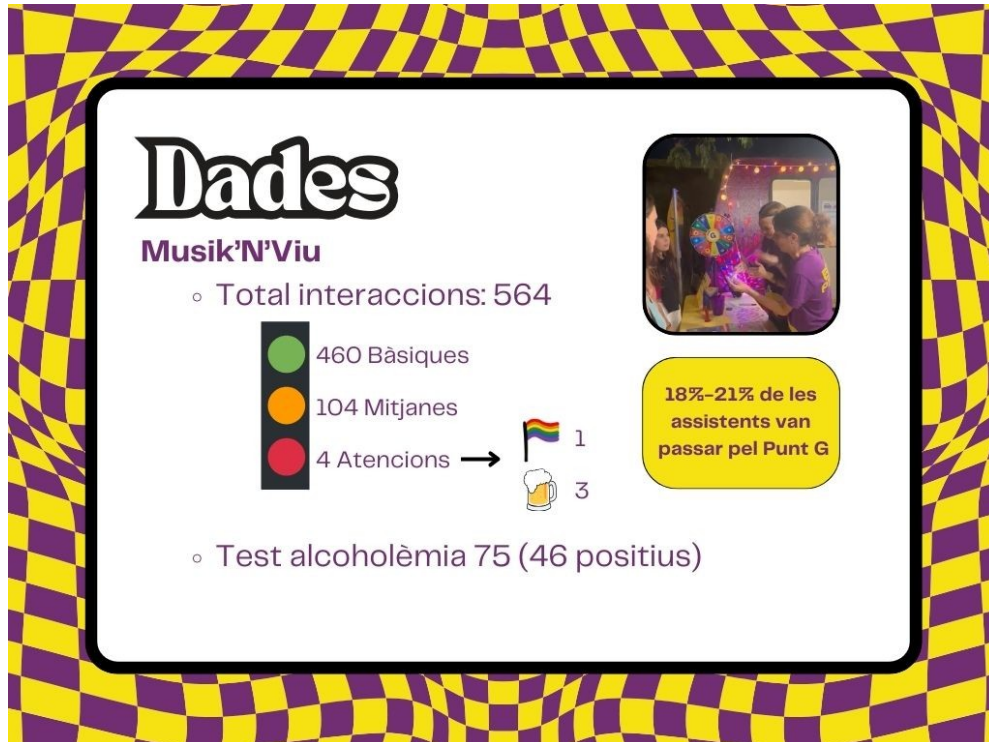 Dades
Musik'N'Viu
Total interaccions: 564
460 Bàsiques
104 Mitjanes
4 Atencions
1
3
Test alcoholèmia 75 (46 positius)
18%-21% de les
assistents van
passar pel Punt G